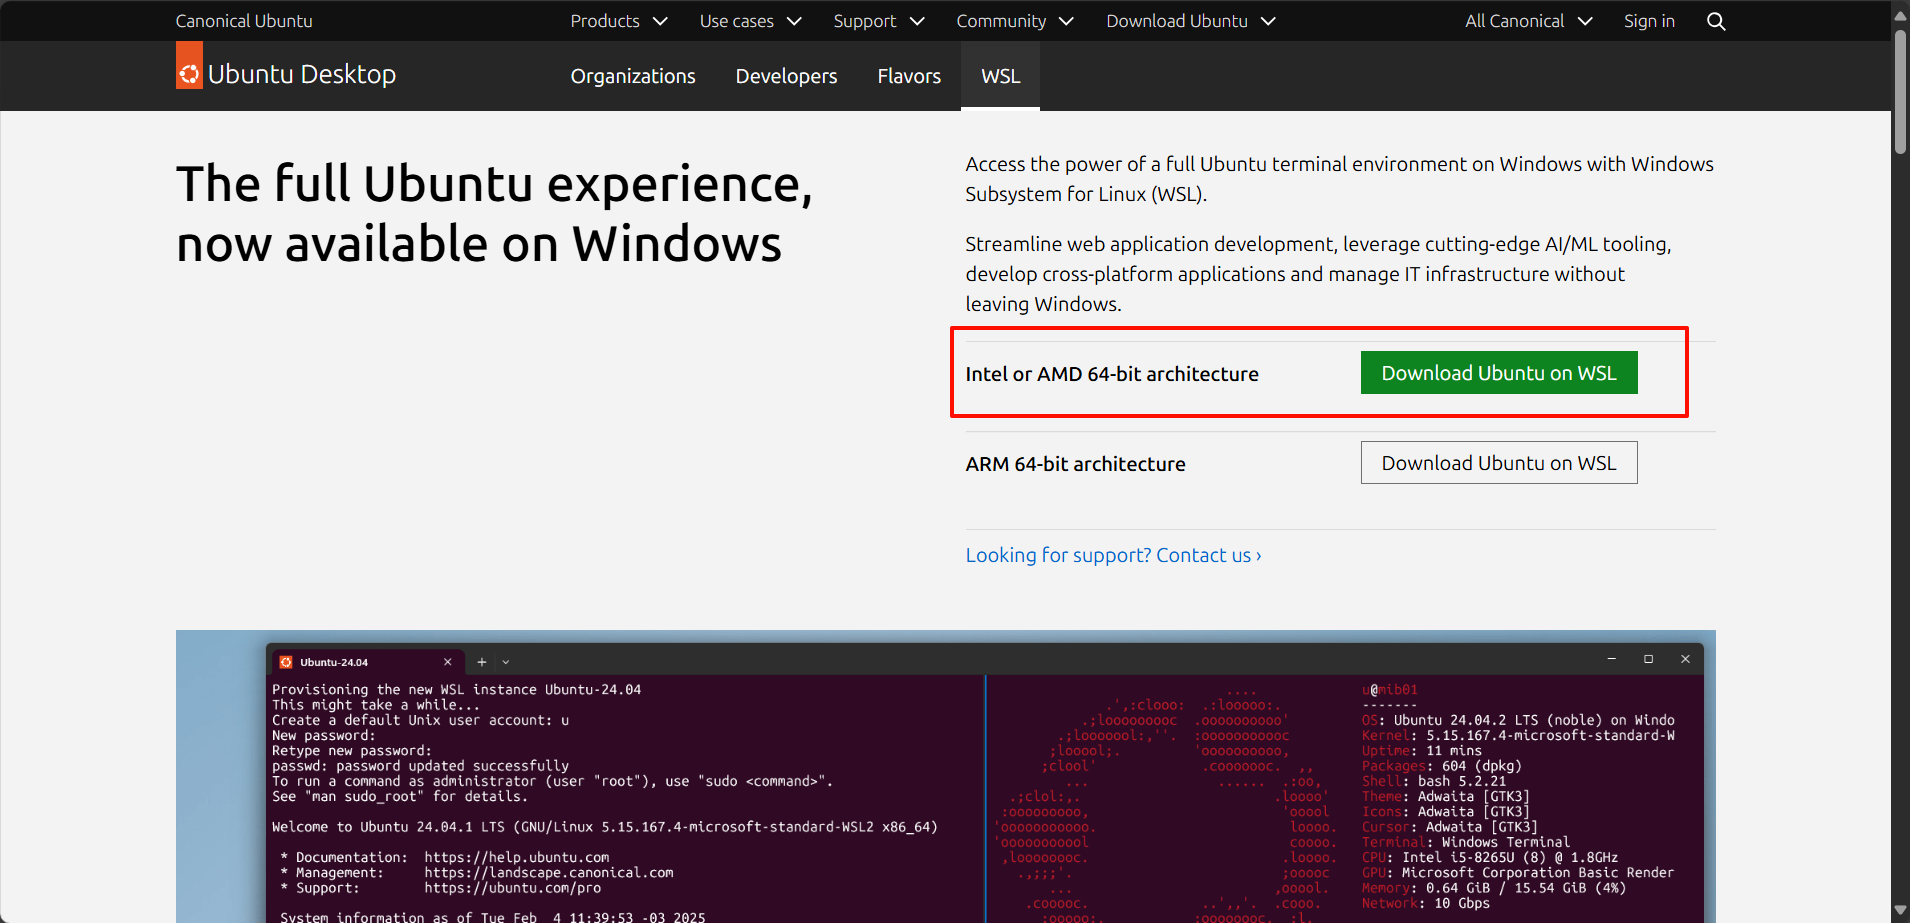 Canonical Ubuntu
Products
Use cases
Support
Community
Download Ubuntu
All Canonical
Sign in
Ubuntu Desktop
Organizations
Developers
Flavors
WSL
The full Ubuntu experience,
now available on Windows
Access the power of a full Ubuntu terminal environment on Windows with Windows
Subsystem for Linux (WSL).
Streamline web application development, leverage cutting-edge AI/ML tooling,
develop cross-platform applications and manage IT infrastructure without
leaving Windows.
Intel or AMD 64-bit architecture
Download Ubuntu on WSL
ARM 64-bit architecture
Download Ubuntu on WSL
Looking for support? Contact us ›
Ubuntu-24.04
Provisioning the new WSL instance Ubuntu-24.04
This might take a while...
Create a default Unix user account: u
New password:
Retype new password:
passwd: password updated successfully
To run a command as administrator (user "root"), use "sudo <command>".
See "man sudo_root" for details.
Welcome to Ubuntu 24.04.1 LTS (GNU/Linux 5.15.167.4-microsoft-standard-WSL2 x86_64)
* Documentation: https://help.ubuntu.com
* Management: https://landscape.canonical.com
* Support: https://ubuntu.com/pro
System information as of Tue Feb 4 11:39:53 -03 2025
u@mib01
-------
OS: Ubuntu 24.04.2 LTS (noble) on Windo
Kernel: 5.15.167.4-microsoft-standard-W
Uptime: 11 mins
Packages: 604 (dpkg)
Shell: bash 5.2.21
Theme: Adwaita [GTK3]
Icons: Adwaita [GTK3]
Cursor: Adwaita [GTK3]
Terminal: Windows Terminal
CPU: Intel i5-8265U (8) @ 1.8GHz
GPU: Microsoft Corporation Basic Render
Memory: 0.64 GiB / 15.54 GiB (4%)
Network: 10 Gbps